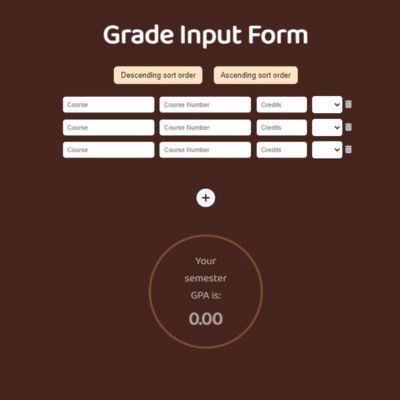 Grade Input Form
Descending sort order Ascending sort order
Course Course Number Credits
Course Course Number Credits
Course Course Number Credits
+
Your
semester
GPA is:
0.00